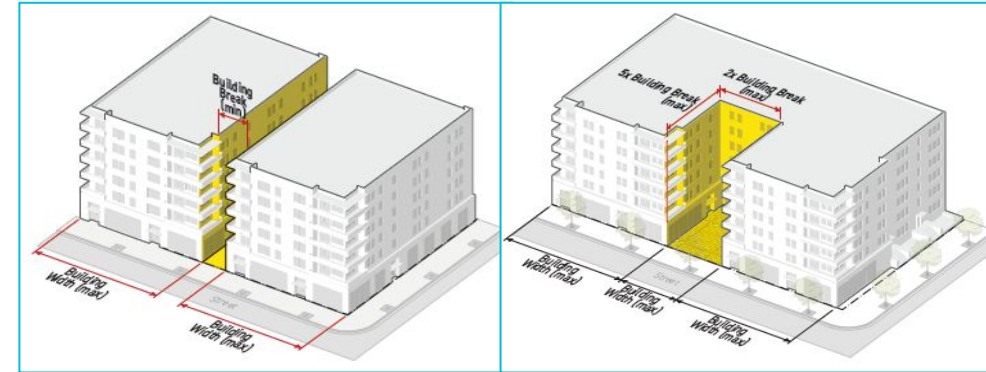 Building
Break
(min)
Building
Width (max)
Street
Building
Width (max)
5x Building Break
(max)
2x Building Break
(max)
Building
Width (max)
Building
Width (max)
Street
Building
Width (max)